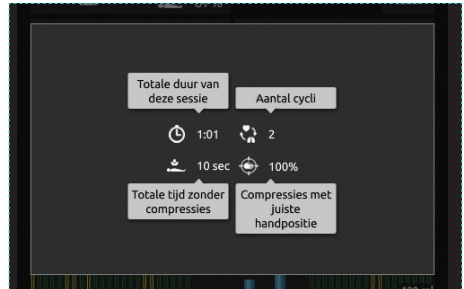 Totale duur van
deze sessie
Aantal cycli
1:01
2
10 sec
100%
Totale tijd zonder
compressies
Compressies met
juiste
handpositie